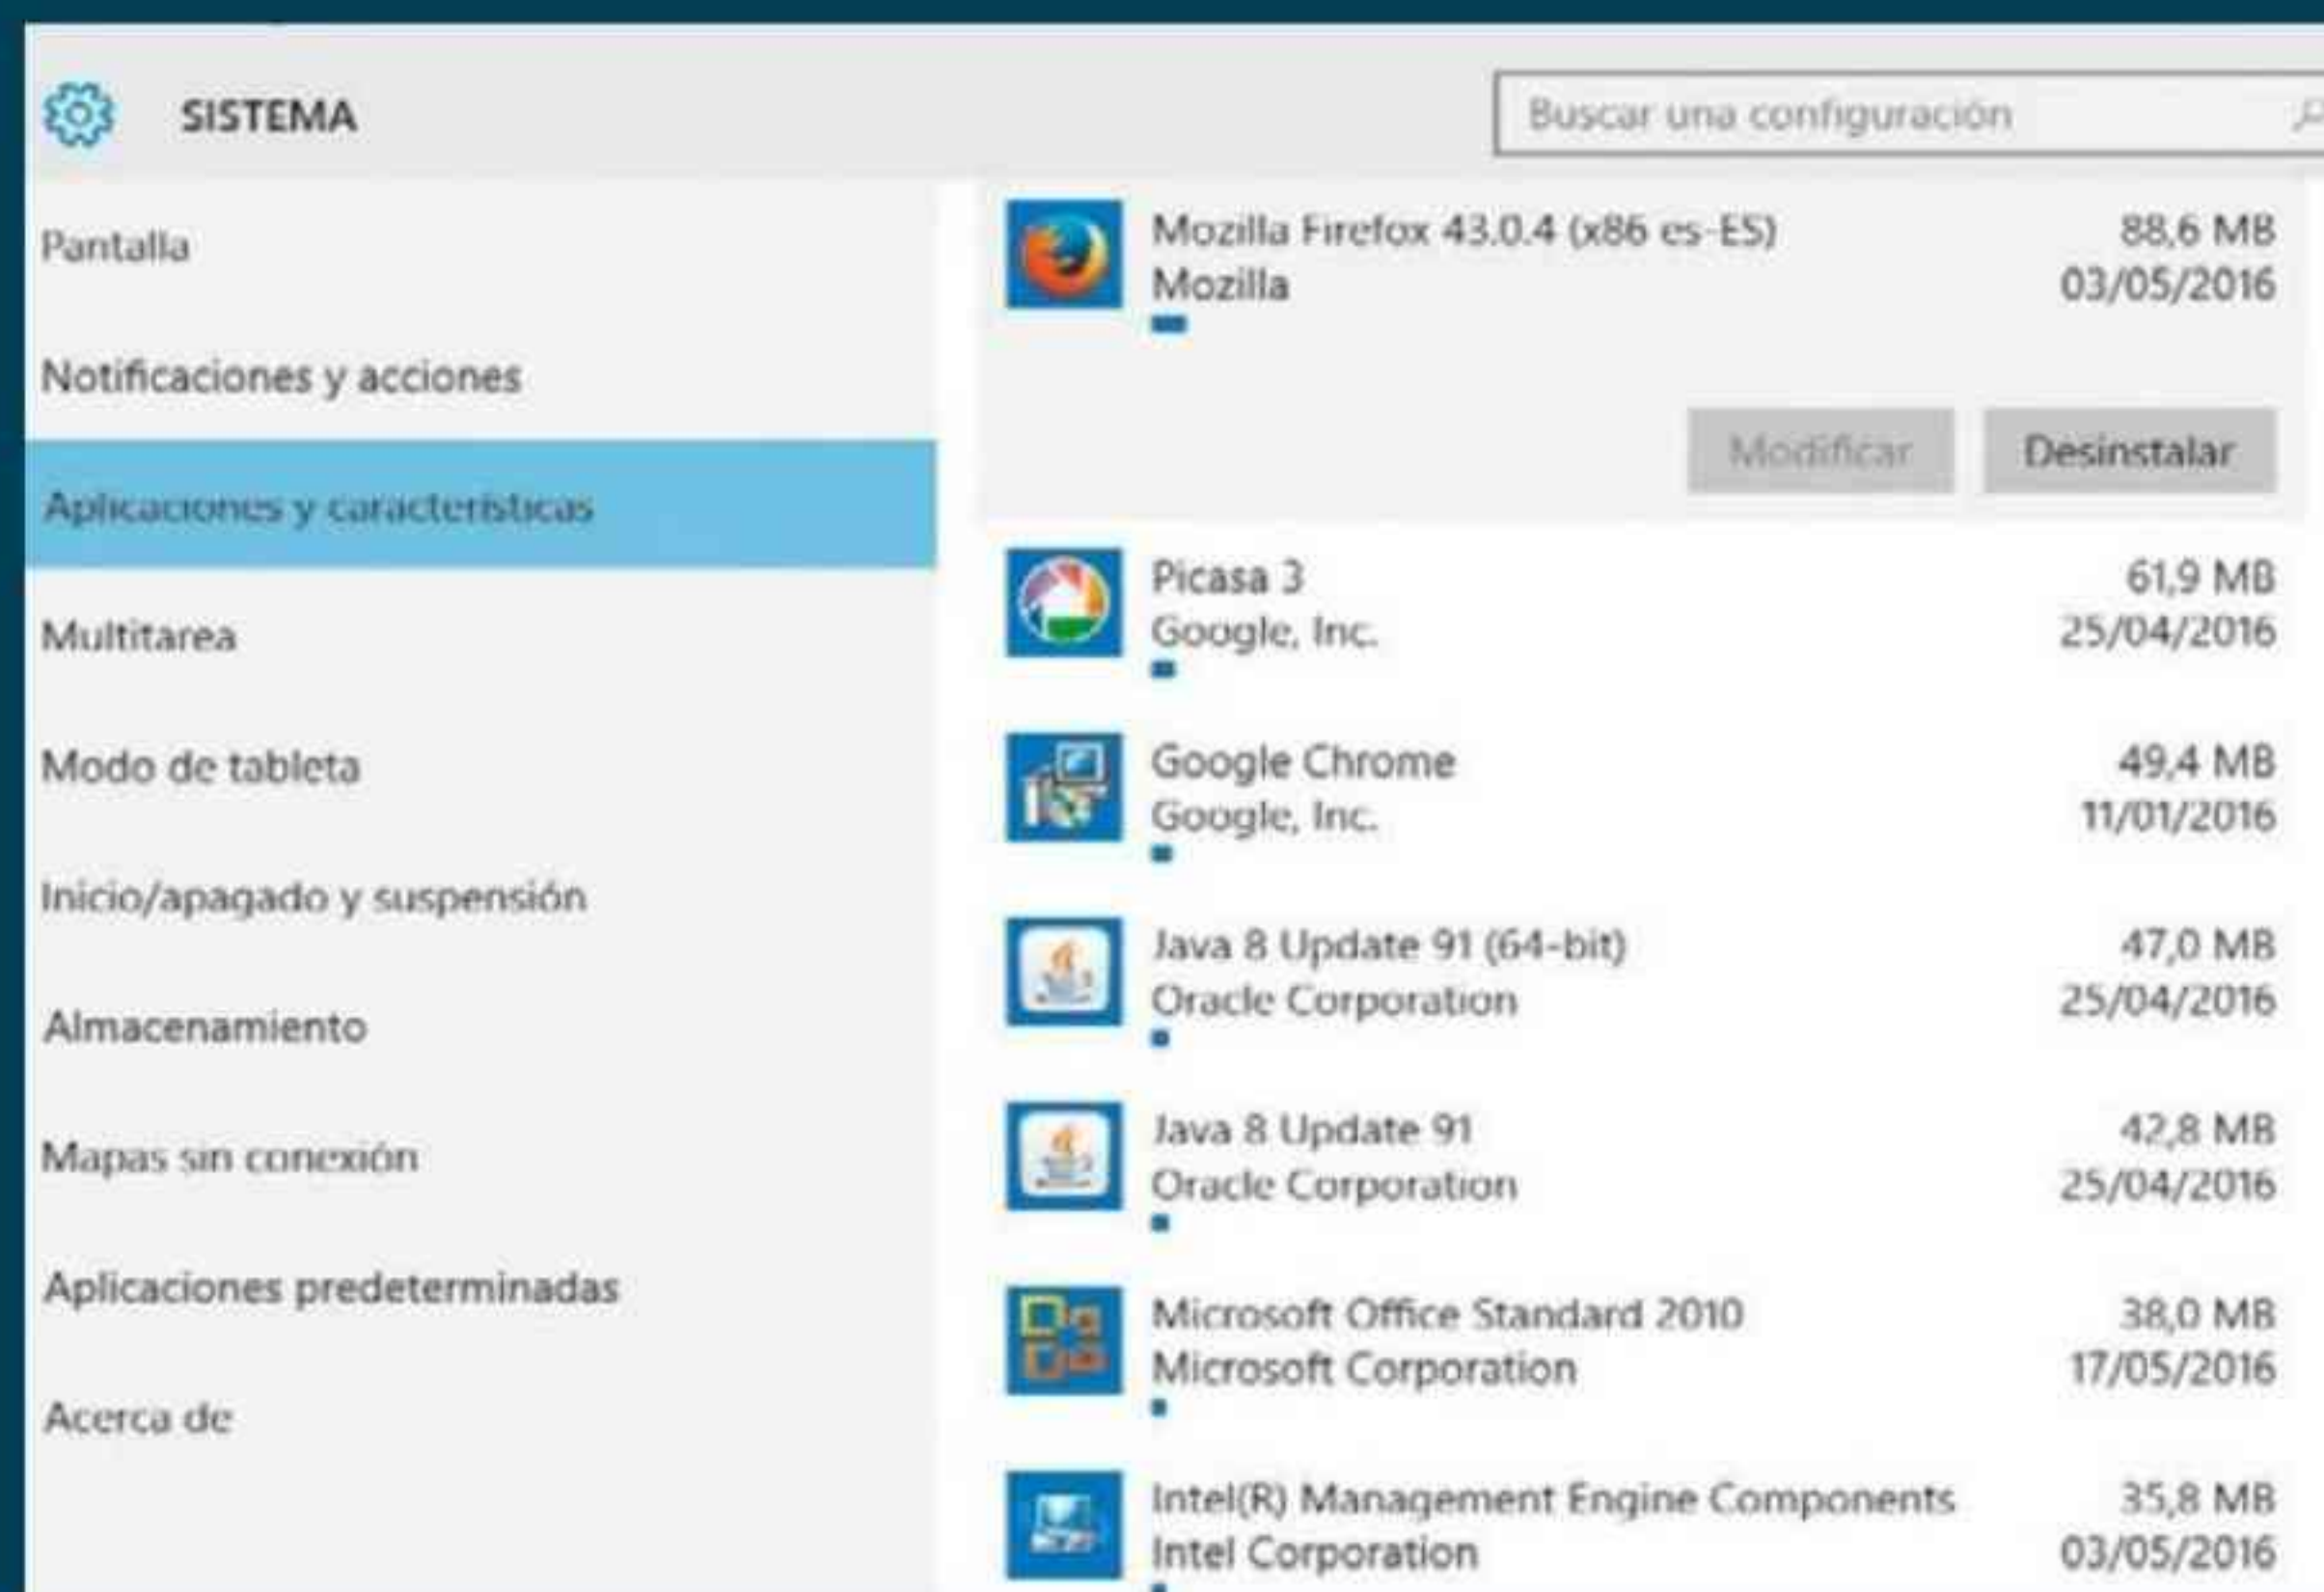 SISTEMA
Buscar una configuración
Pantalla
Notificaciones y acciones
Aplicaciones y características
Multitarea
Modo de tableta
Inicio/apagado y suspensión
Almacenamiento
Mapas sin conexión
Aplicaciones predeterminadas
Acerca de
Mozilla Firefox 43.0.4 (x86 es-ES) 88,6 MB
Mozilla 03/05/2016
Modificar Desinstalar
Picasa 3 61,9 MB
Google, Inc. 25/04/2016
Google Chrome 49,4 MB
Google, Inc. 11/01/2016
Java 8 Update 91 (64-bit) 47,0 MB
Oracle Corporation 25/04/2016
Java 8 Update 91 42,8 MB
Oracle Corporation 25/04/2016
Microsoft Office Standard 2010 38,0 MB
Microsoft Corporation 17/05/2016
Intel(R) Management Engine Components 35,8 MB
Intel Corporation 03/05/2016